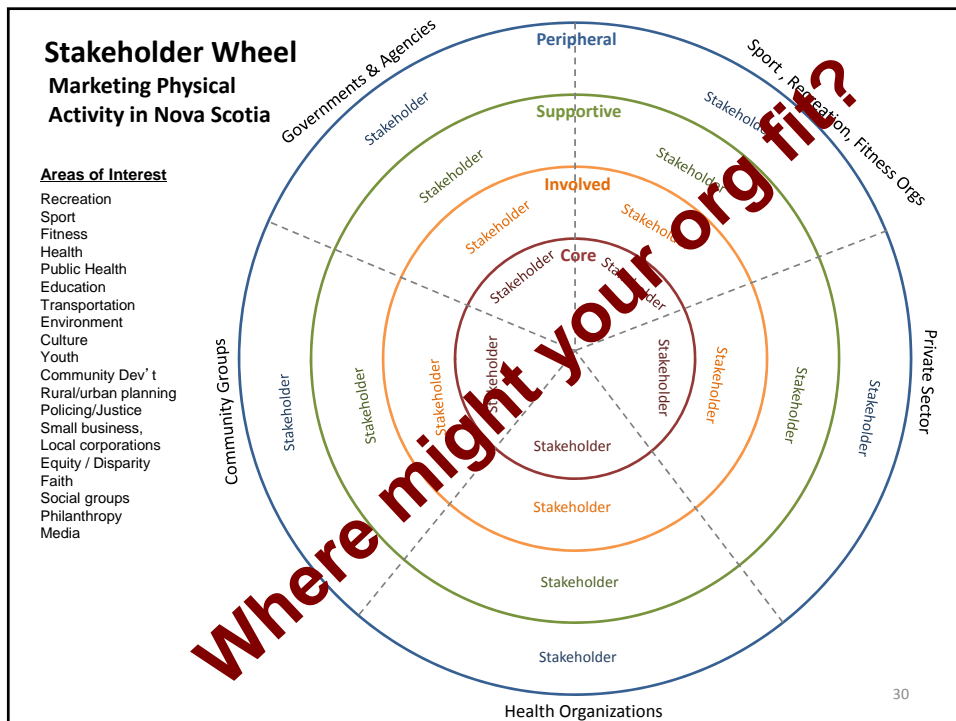 Stakeholder Wheel
Marketing Physical
Activity in Nova Scotia
Areas of Interest
Recreation
Sport
Fitness
Health
Public Health
Education
Transportation
Environment
Culture
Youth
Community Dev't
Rural/urban planning
Policing/Justice
Small business,
Local corporations
Equity / Disparity
Faith
Social groups
Philanthropy
Media
Governments & Agencies
Sport , Recreation, Fitness Orgs
Private Sector
Health Organizations
Community Groups
Peripheral
Stakeholder
Stakeholder
Stakeholder
Stakeholder
Stakeholder
Supportive
Stakeholder
Stakeholder
Stakeholder
Stakeholder
Stakeholder
Involved
Stakeholder
Stakeholder
Stakeholder
Stakeholder
Stakeholder
Core
Stakeholder
Stakeholder
Stakeholder
Stakeholder
Stakeholder
Where might your org fit?
30